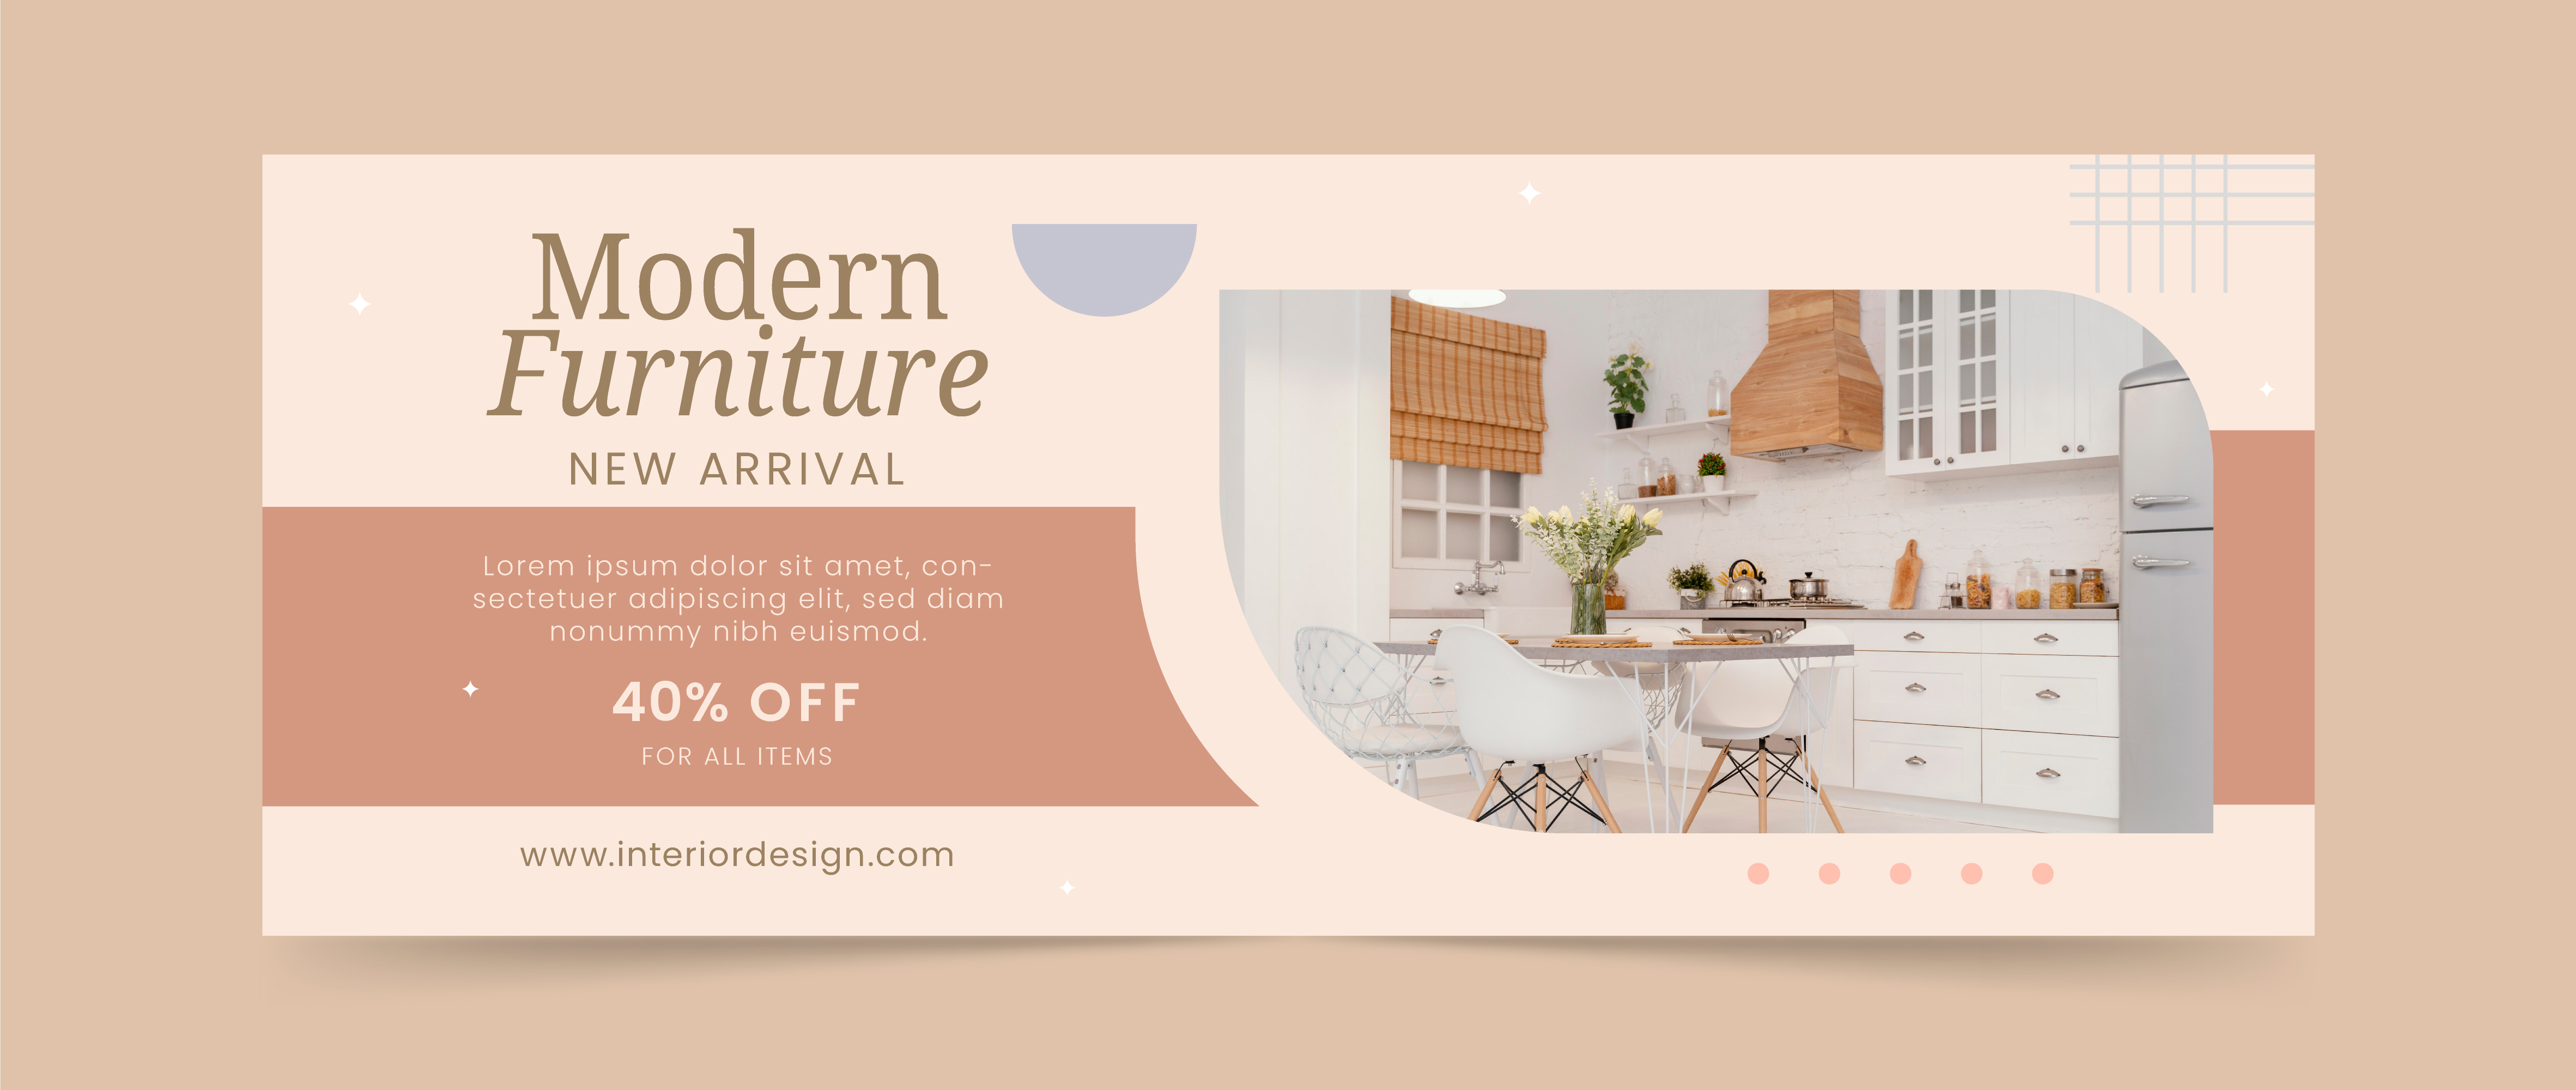 Modern
Furniture
NEW ARRIVAL
Lorem ipsum dolor sit amet, con-
sectetuer adipiscing elit, sed diam
nonummy nibh euismod.
40% OFF
FOR ALL ITEMS
www.interiordesign.com